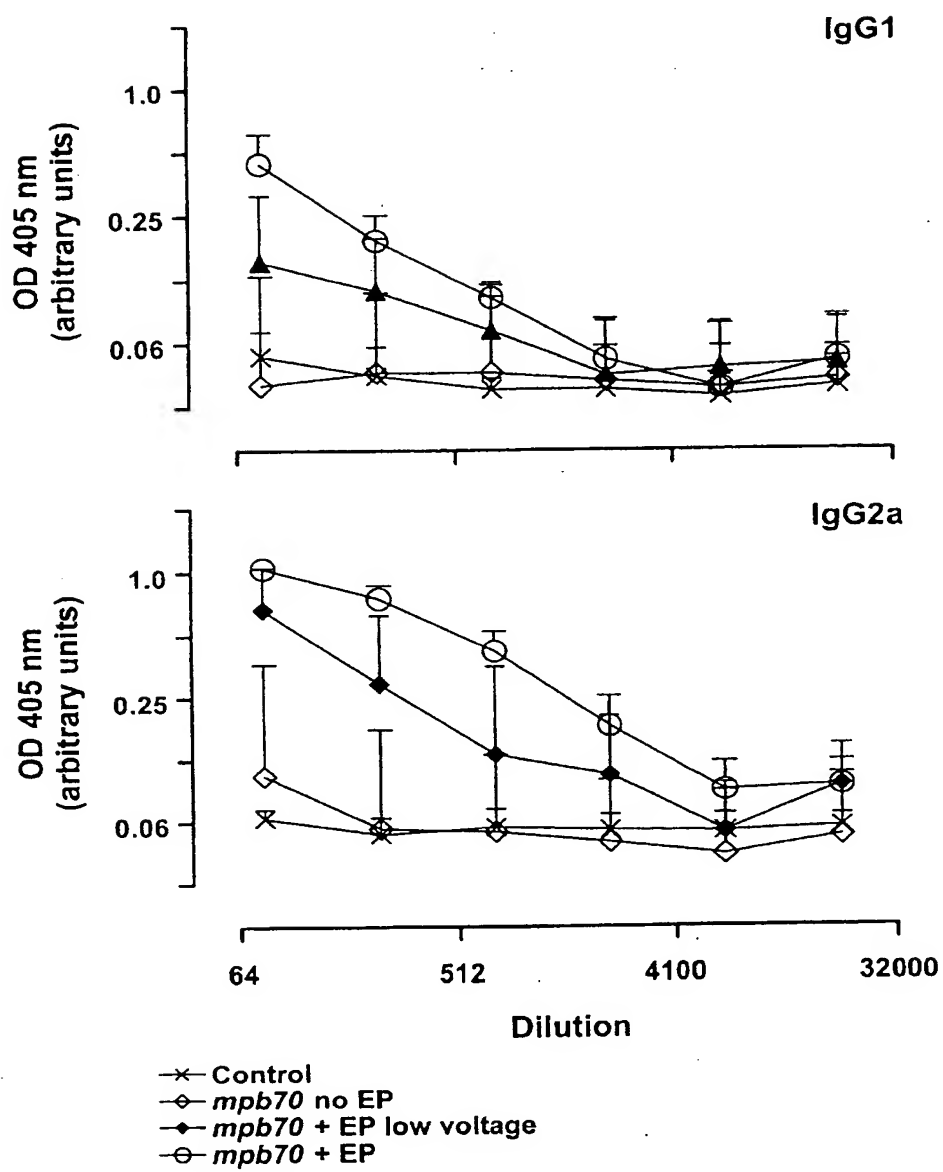 IgG1
OD 405 nm
(arbitrary units)
1.0
0.25
0.06
IgG2a
OD 405 nm
(arbitrary units)
1.0
0.25
0.06
64
512
4100
32000
Dilution
Control
mpb70 no EP
mpb70 + EP low voltage
mpb70 + EP